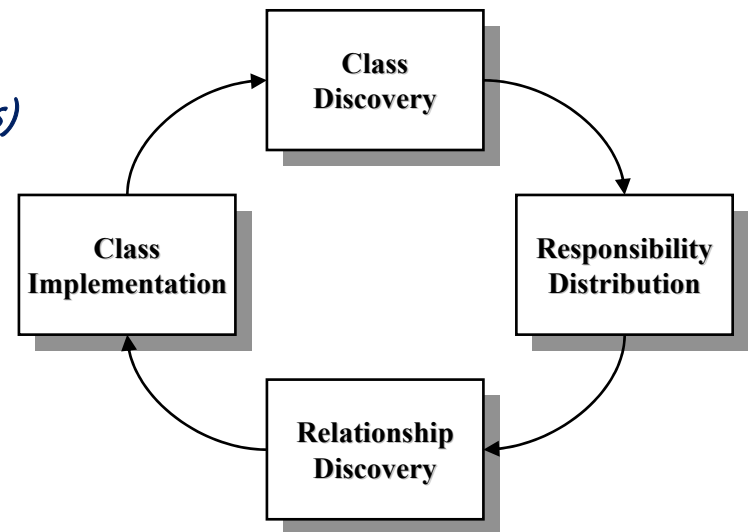 Class
Discovery
s)
Class
Implementation
Responsibility
Distribution
Relationship
Discovery